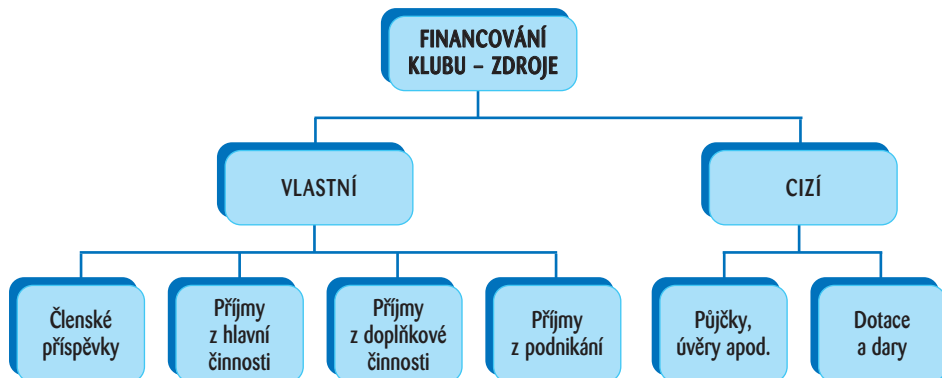 FINANCOVÁNÍ
KLUBU – ZDROJE
VLASTNÍ
CIZÍ
Členské
příspěvky
Příjmy
z hlavní
činnosti
Příjmy
z doplňkové
činnosti
Příjmy
z podnikání
Půjčky,
úvěry apod.
Dotace
a dary